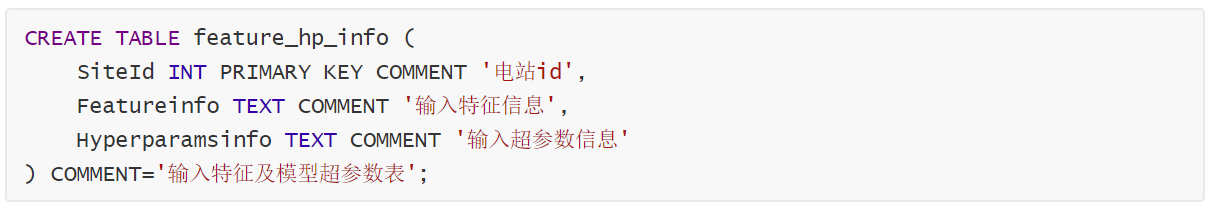 CREATE TABLE feature_hp_info (
    SiteId INT PRIMARY KEY COMMENT '电站id',
    Featureinfo TEXT COMMENT '输入特征信息',
    Hyperparamsinfo TEXT COMMENT '输入超参数信息'
) COMMENT='输入特征及模型超参数表';